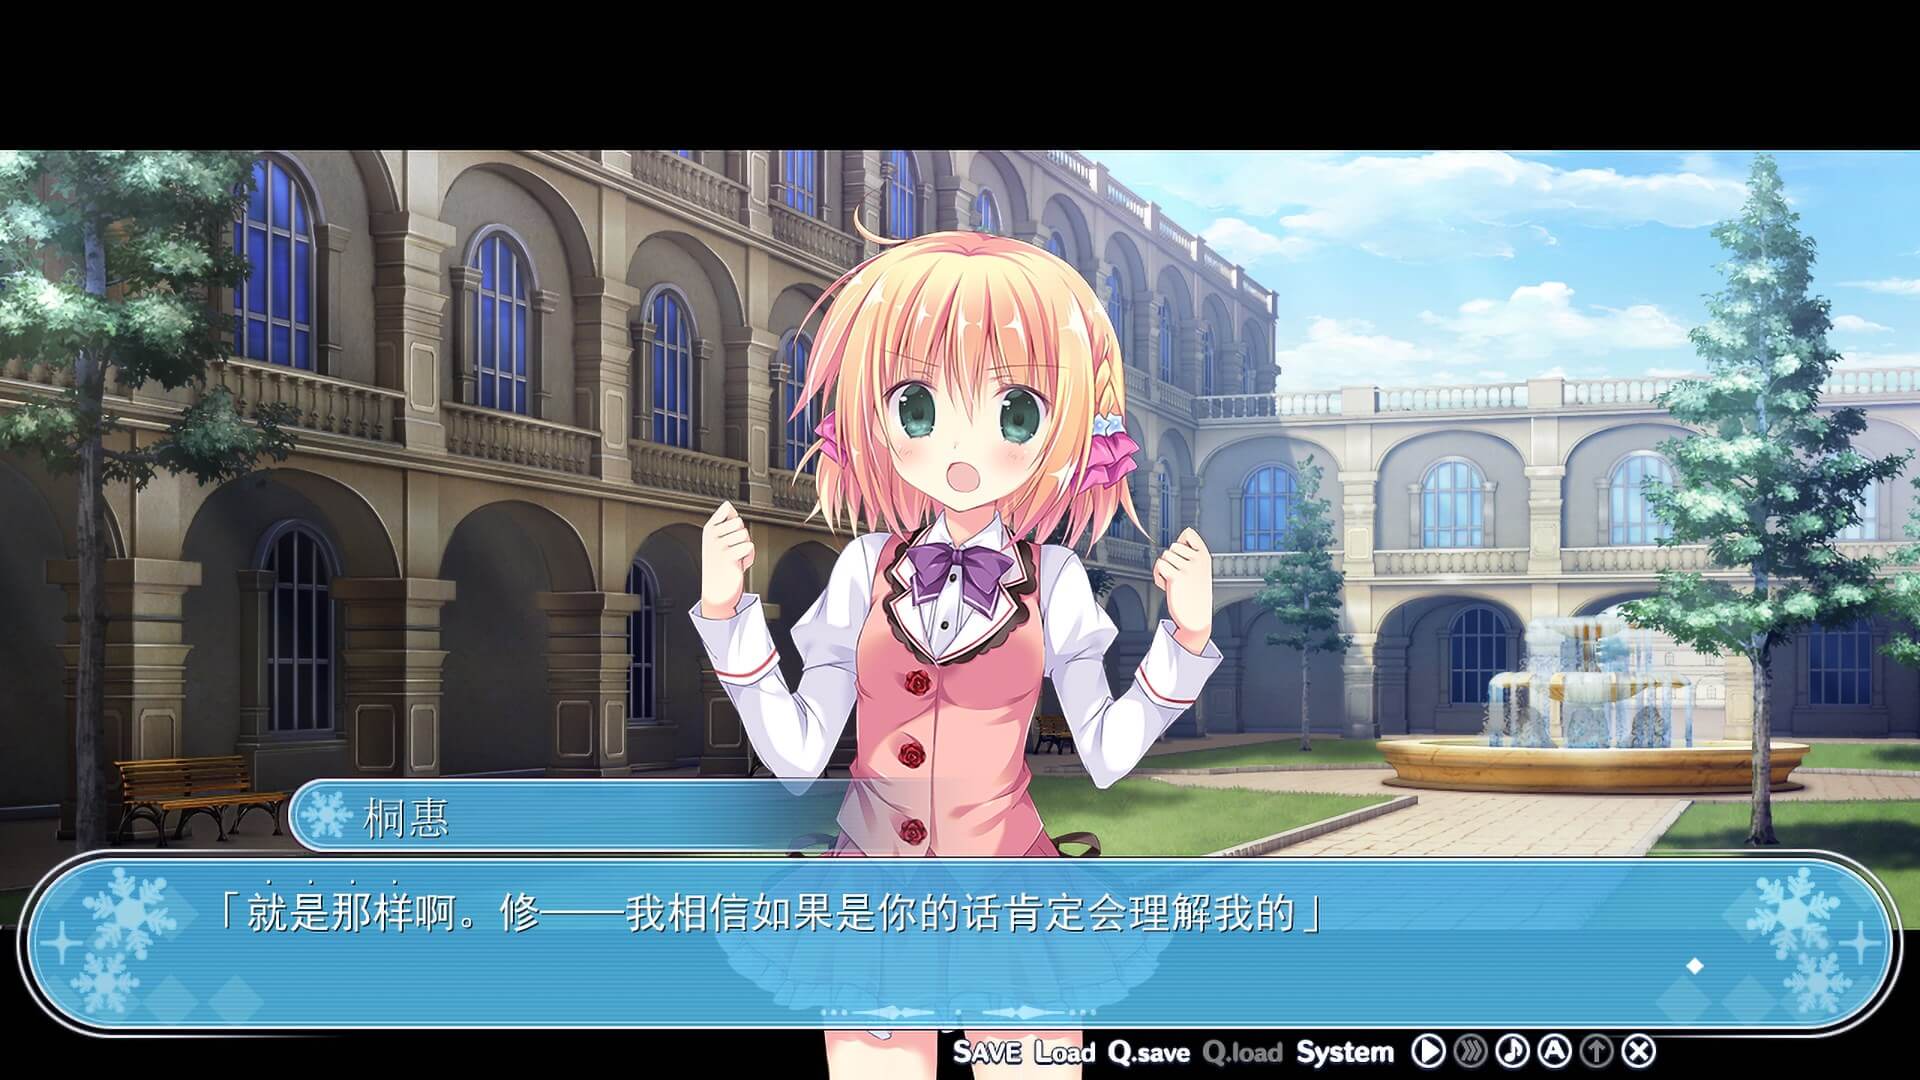 桐惠
「就是那样啊。修——我相信如果是你的话肯定会理解我的」
SAVE Load Q.save Q.load System